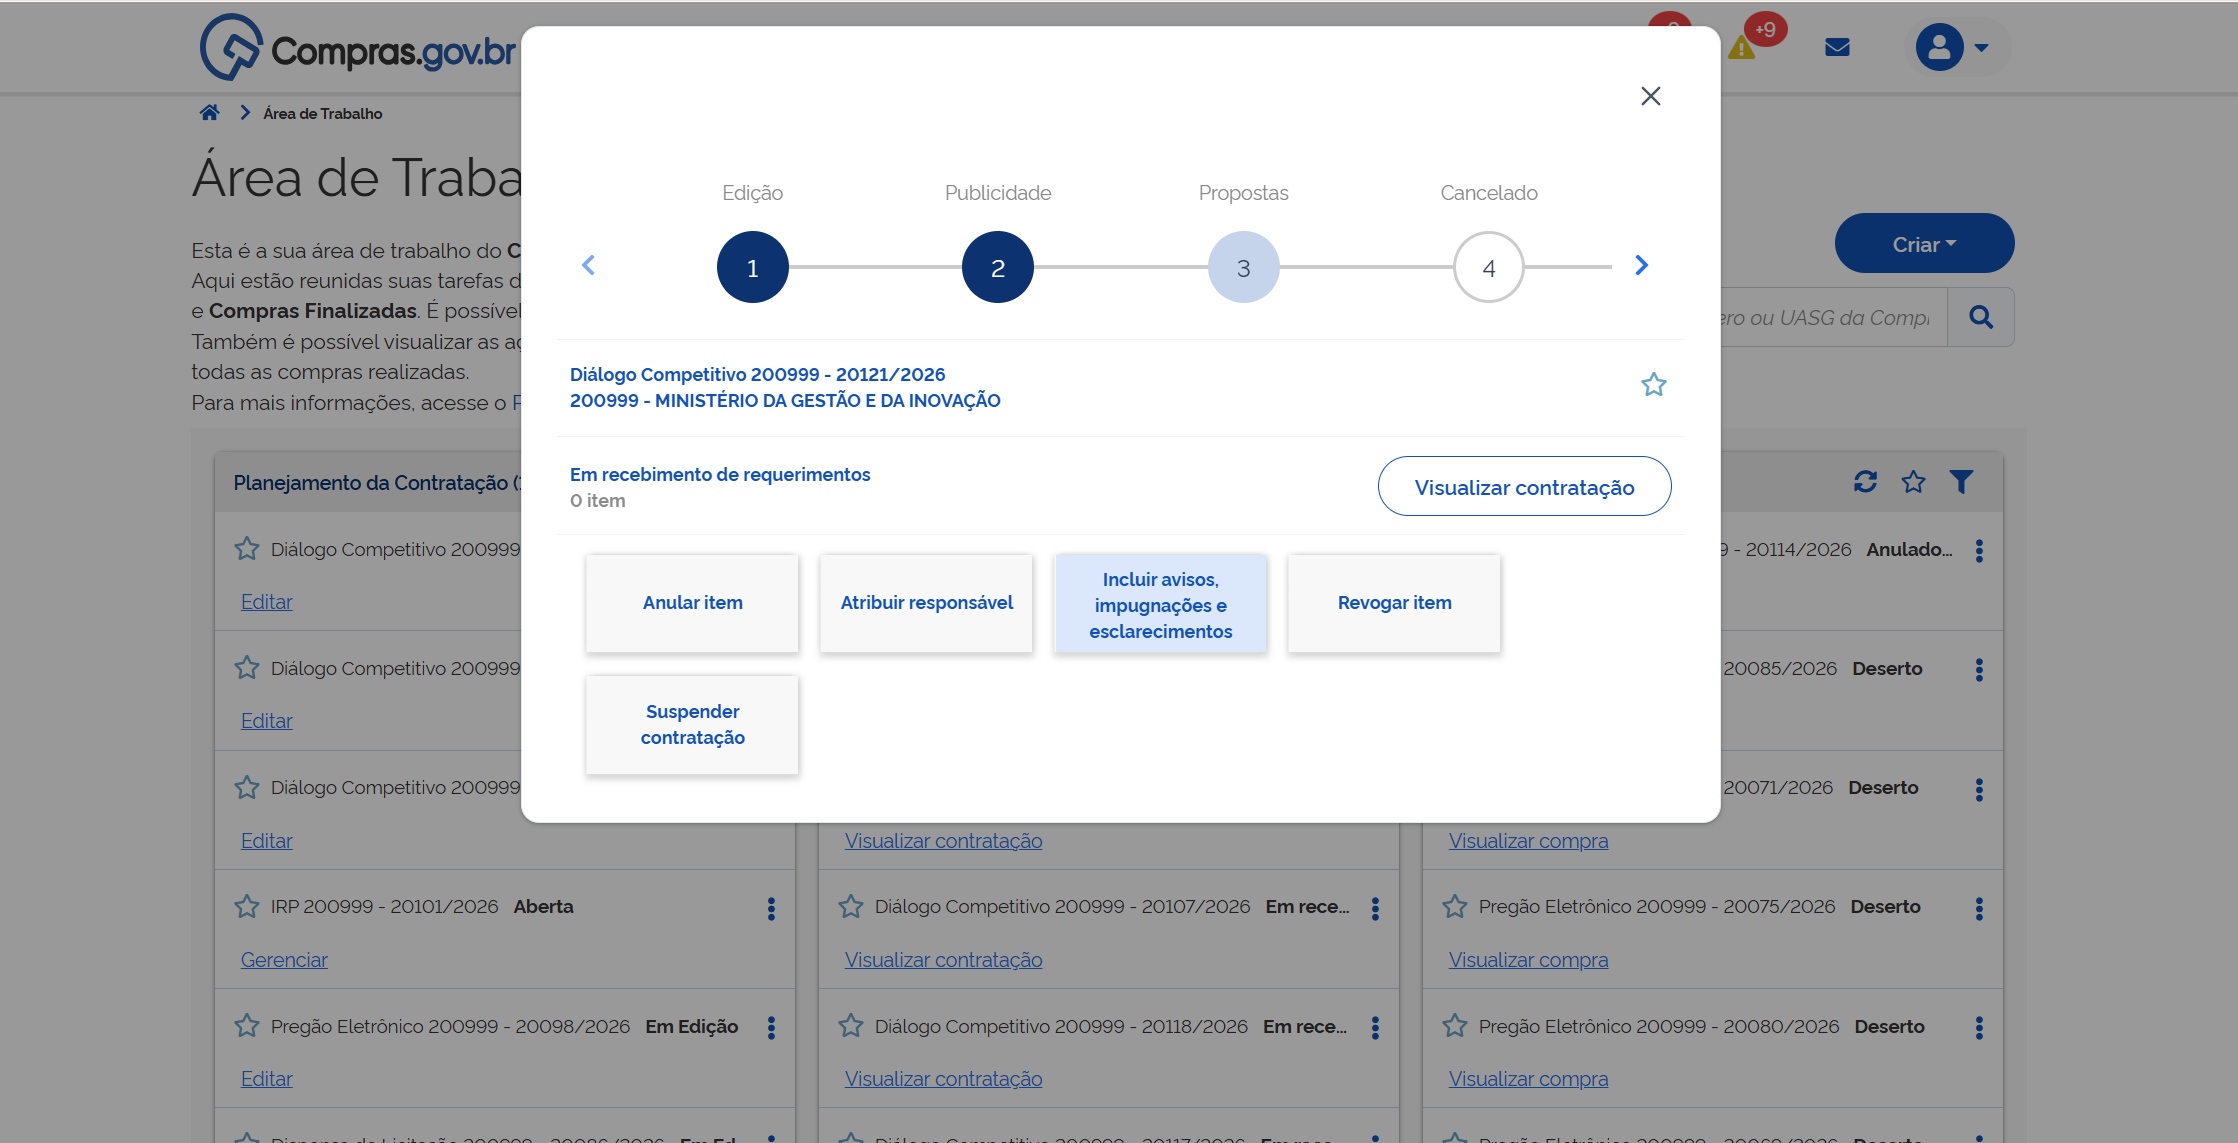 Compras.gov.br
+9
Área de Trabalho
Área de Traba
Esta é a sua área de trabalho do C
Aqui estão reunidas suas tarefas d
e Compras Finalizadas. É possível
Também é possível visualizar as aç
todas as compras realizadas.
Para mais informações, acesse o F
Criar
ero ou UASG da Compr
Edição
Publicidade
Propostas
Cancelado
1
2
3
4
Diálogo Competitivo 200999 - 20121/2026
200999 - MINISTÉRIO DA GESTÃO E DA INOVAÇÃO
Em recebimento de requerimentos
0 item
Visualizar contratação
Anular item
Atribuir responsável
Incluir avisos,
impugnações e
esclarecimentos
Revogar item
Suspender
contratação
Planejamento da Contratação
Diálogo Competitivo 200999
Editar
Diálogo Competitivo 200999
Editar
Diálogo Competitivo 200999
Editar
IRP 200999 - 20101/2026 Aberta
Gerenciar
Pregão Eletrônico 200999 - 20098/2026 Em Edição
Editar
Visualizar contratação
Diálogo Competitivo 200999 - 20107/2026 Em rece...
Visualizar contratação
Diálogo Competitivo 200999 - 20118/2026 Em rece...
Visualizar contratação
9 - 20114/2026 Anulado...
20085/2026 Deserto
20071/2026 Deserto
Visualizar compra
Pregão Eletrônico 200999 - 20075/2026 Deserto
Visualizar compra
Pregão Eletrônico 200999 - 20080/2026 Deserto
Visualizar compra